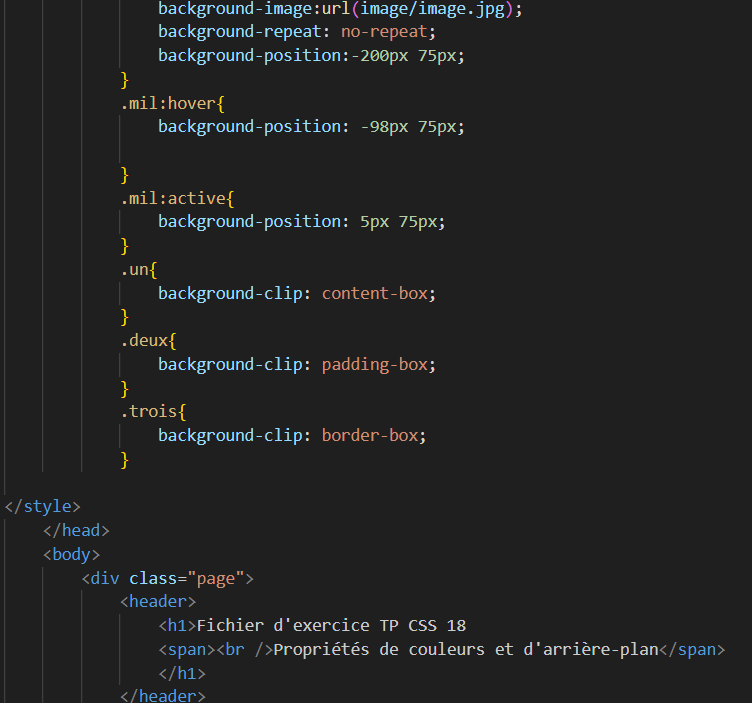 background-image:url(image/image.jpg);
background-repeat: no-repeat;
background-position:-200px 75px;
}
.mil:hover{
background-position: -98px 75px;
}
.mil:active{
background-position: 5px 75px;
}
.un{
background-clip: content-box;
}
.deux{
background-clip: padding-box;
}
.trois{
background-clip: border-box;
}
</style>
</head>
<body>
<div class="page">
<header>
<h1>Fichier d'exercice TP CSS 18
<span><br />Propriétés de couleurs et d'arrière-plan</span>
</h1>
</header>